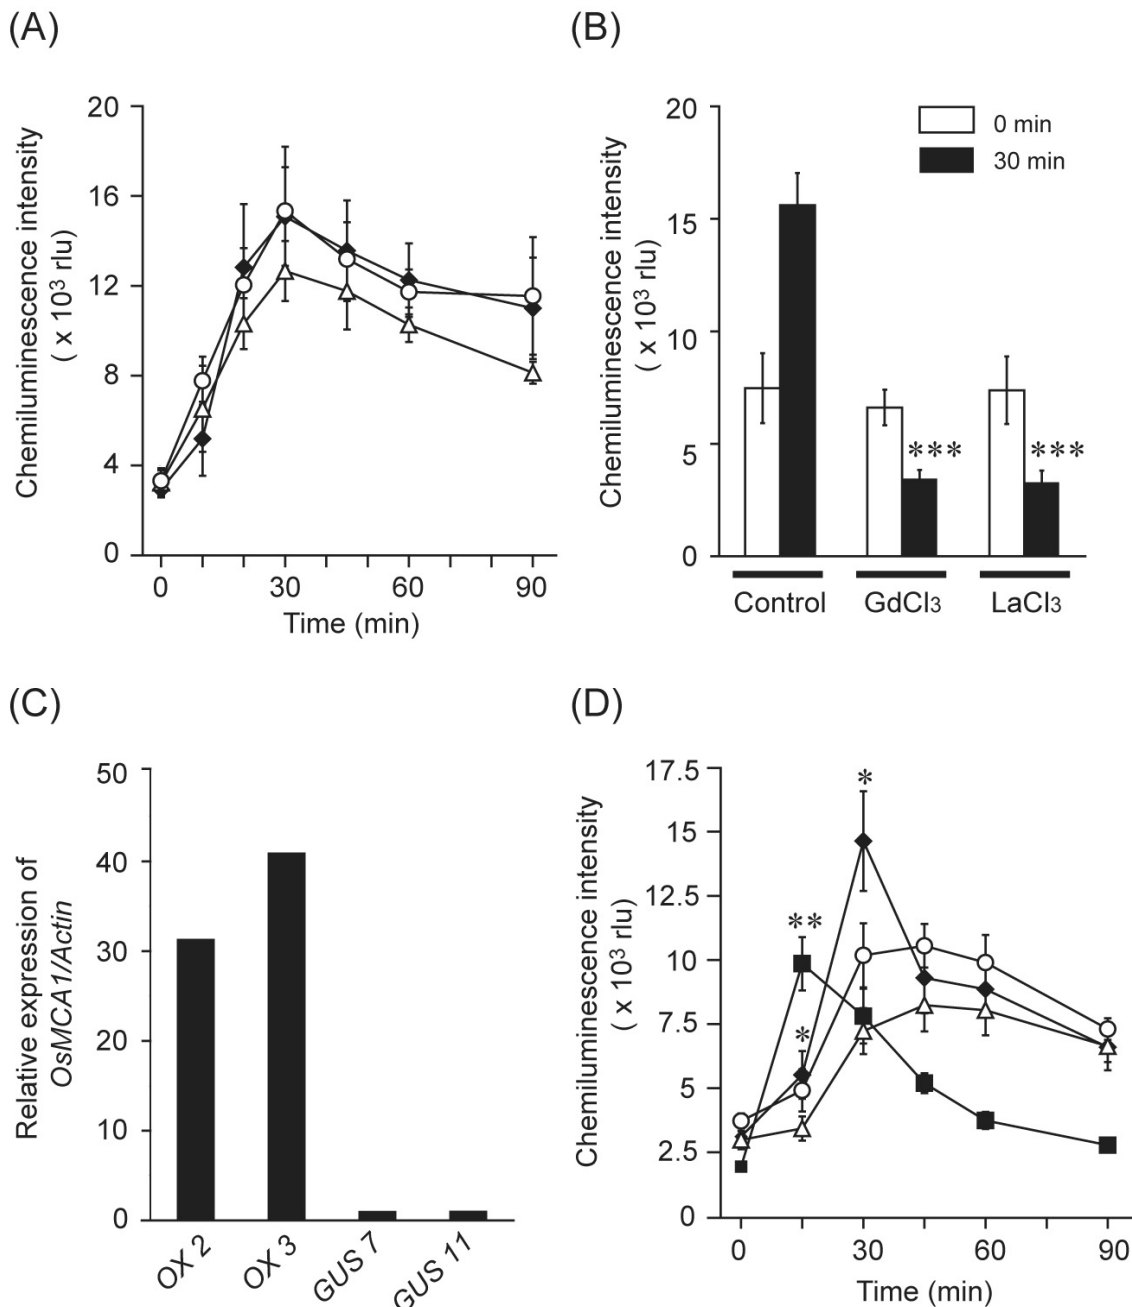 (A)
Chemiluminescence intensity
( x 10³ rlu)
20
16
12
8
4
0
0 30 60 90
Time (min)
(B)
Chemiluminescence intensity
( x 10³ rlu)
20
15
10
5
0
0 min
30 min
***
***
Control GdCl₃ LaCl₃
(C)
Relative expression of
OsMCA1/Actin
50
40
30
20
10
0
OX 2
OX 3
GUS 7
GUS 11
(D)
Chemiluminescence intensity
( x 10³ rlu)
17.5
15
12.5
10
7.5
5
2.5
0
*
**
*
0 30 60 90
Time (min)